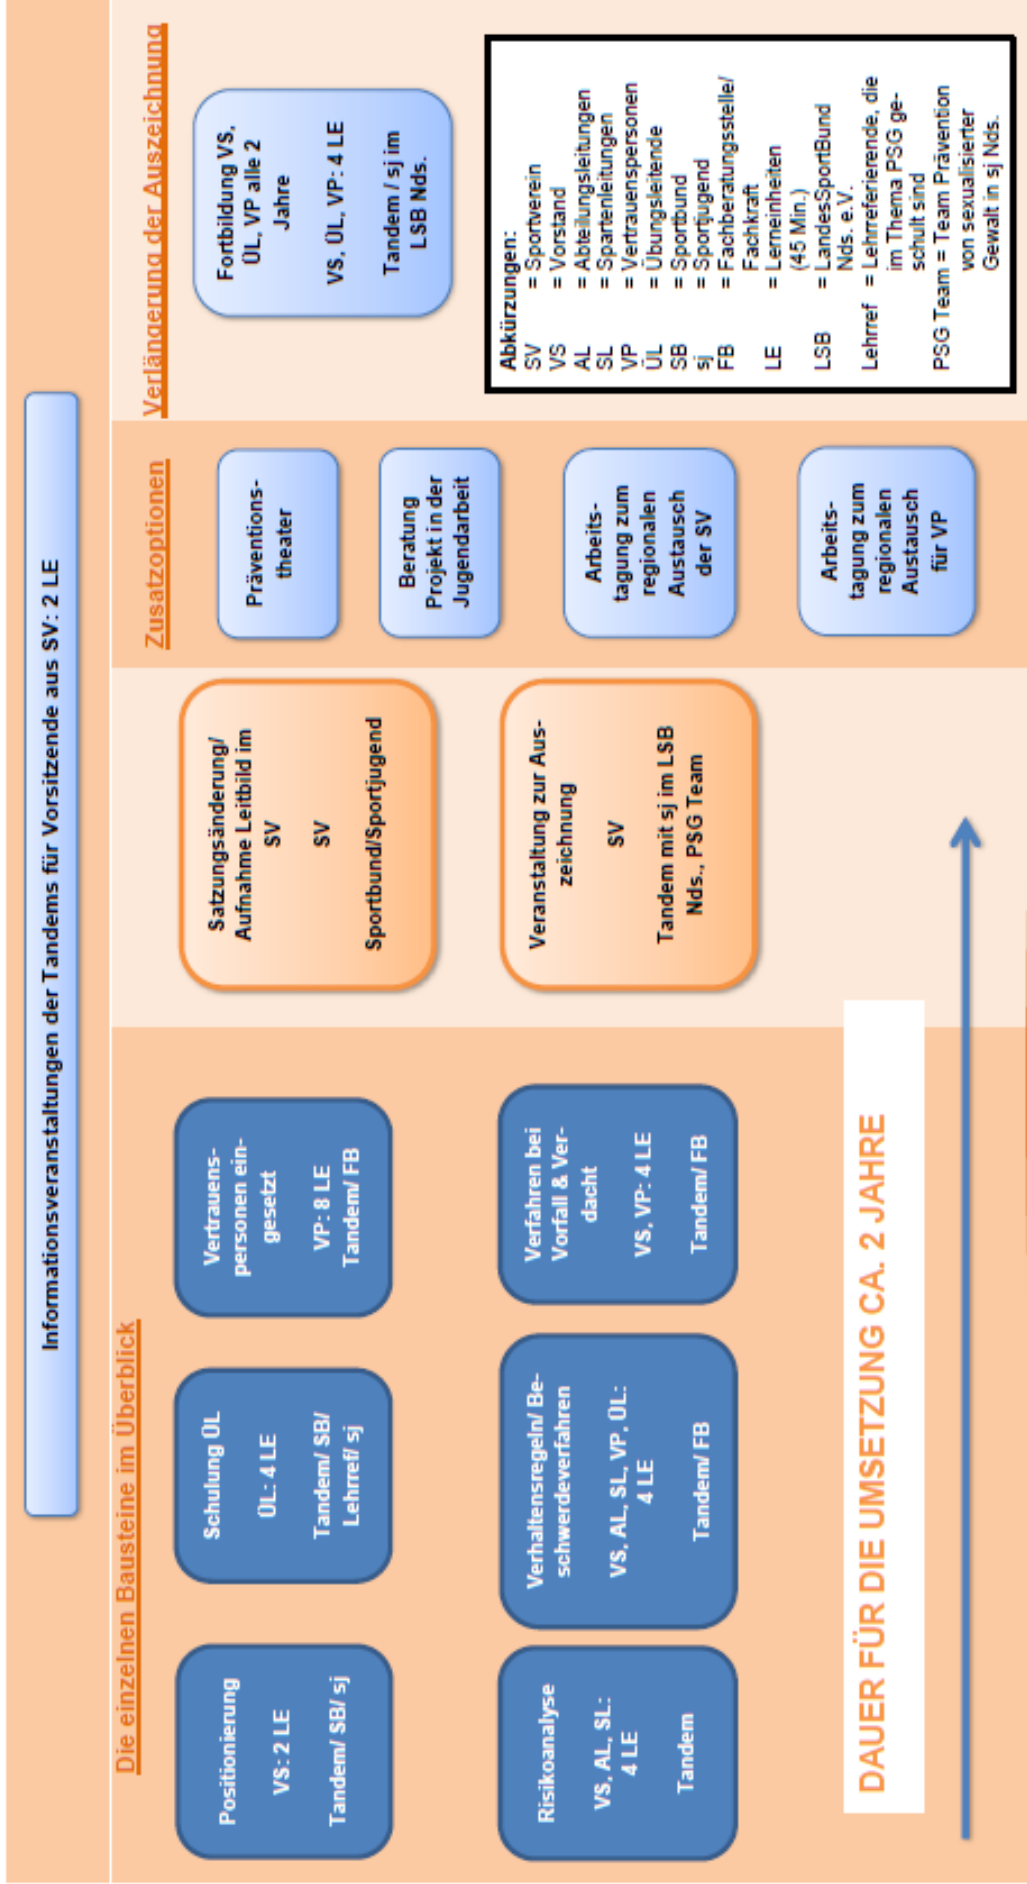 Informationsveranstaltungen der Tandems für Vorsitzende aus SV: 2 LE
Die einzelnen Bausteine im Überblick
Positionierung
VS: 2 LE
Tandem/ SB/ sj
Schulung ÜL
ÜL: 4 LE
Tandem/ SB/
Lehrref/ sj
Vertrauens-
personen ein-
gesetzt
VP: 8 LE
Tandem/ FB
Risikoanalyse
VS, AL, SL:
4 LE
Tandem
Verhaltensregeln/ Be-
schwerdeverfahren
VS, AL, SL, VP, ÜL:
4 LE
Tandem/ FB
Verfahren bei
Vorfall & Ver-
dacht
VS, VP: 4 LE
Tandem/ FB
DAUER FÜR DIE UMSETZUNG CA. 2 JAHRE
Satzungsänderung/
Aufnahme Leitbild im
SV
SV
Sportbund/Sportjugend
Veranstaltung zur Aus-
zeichnung
SV
Tandem mit sj im LSB
Nds., PSG Team
Zusatzoptionen
Präventions-
theater
Beratung
Projekt in der
Jugendarbeit
Arbeits-
tagung zum
regionalen
Austausch
der SV
Arbeits-
tagung zum
regionalen
Austausch
für VP
Verlängerung der Auszeichnung
Fortbildung VS,
ÜL, VP alle 2
Jahre
VS, ÜL, VP: 4 LE
Tandem / sj im
LSB Nds.
Abkürzungen:
SV = Sportverein
VS = Vorstand
AL = Abteilungsleitungen
SL = Spartenleitungen
VP = Vertrauenspersonen
ÜL = Übungsleitende
SB = Sportbund
sj = Sportjugend
FB = Fachberatungsstelle/
Fachkraft
LE = Lerneinheiten
(45 Min.)
LSB = LandesSportBund
Nds. e.V.
Lehrref = Lehrreferierende, die
im Thema PSG ge-
schult sind
PSG Team = Team Prävention
von sexualisierter
Gewalt in sj Nds.